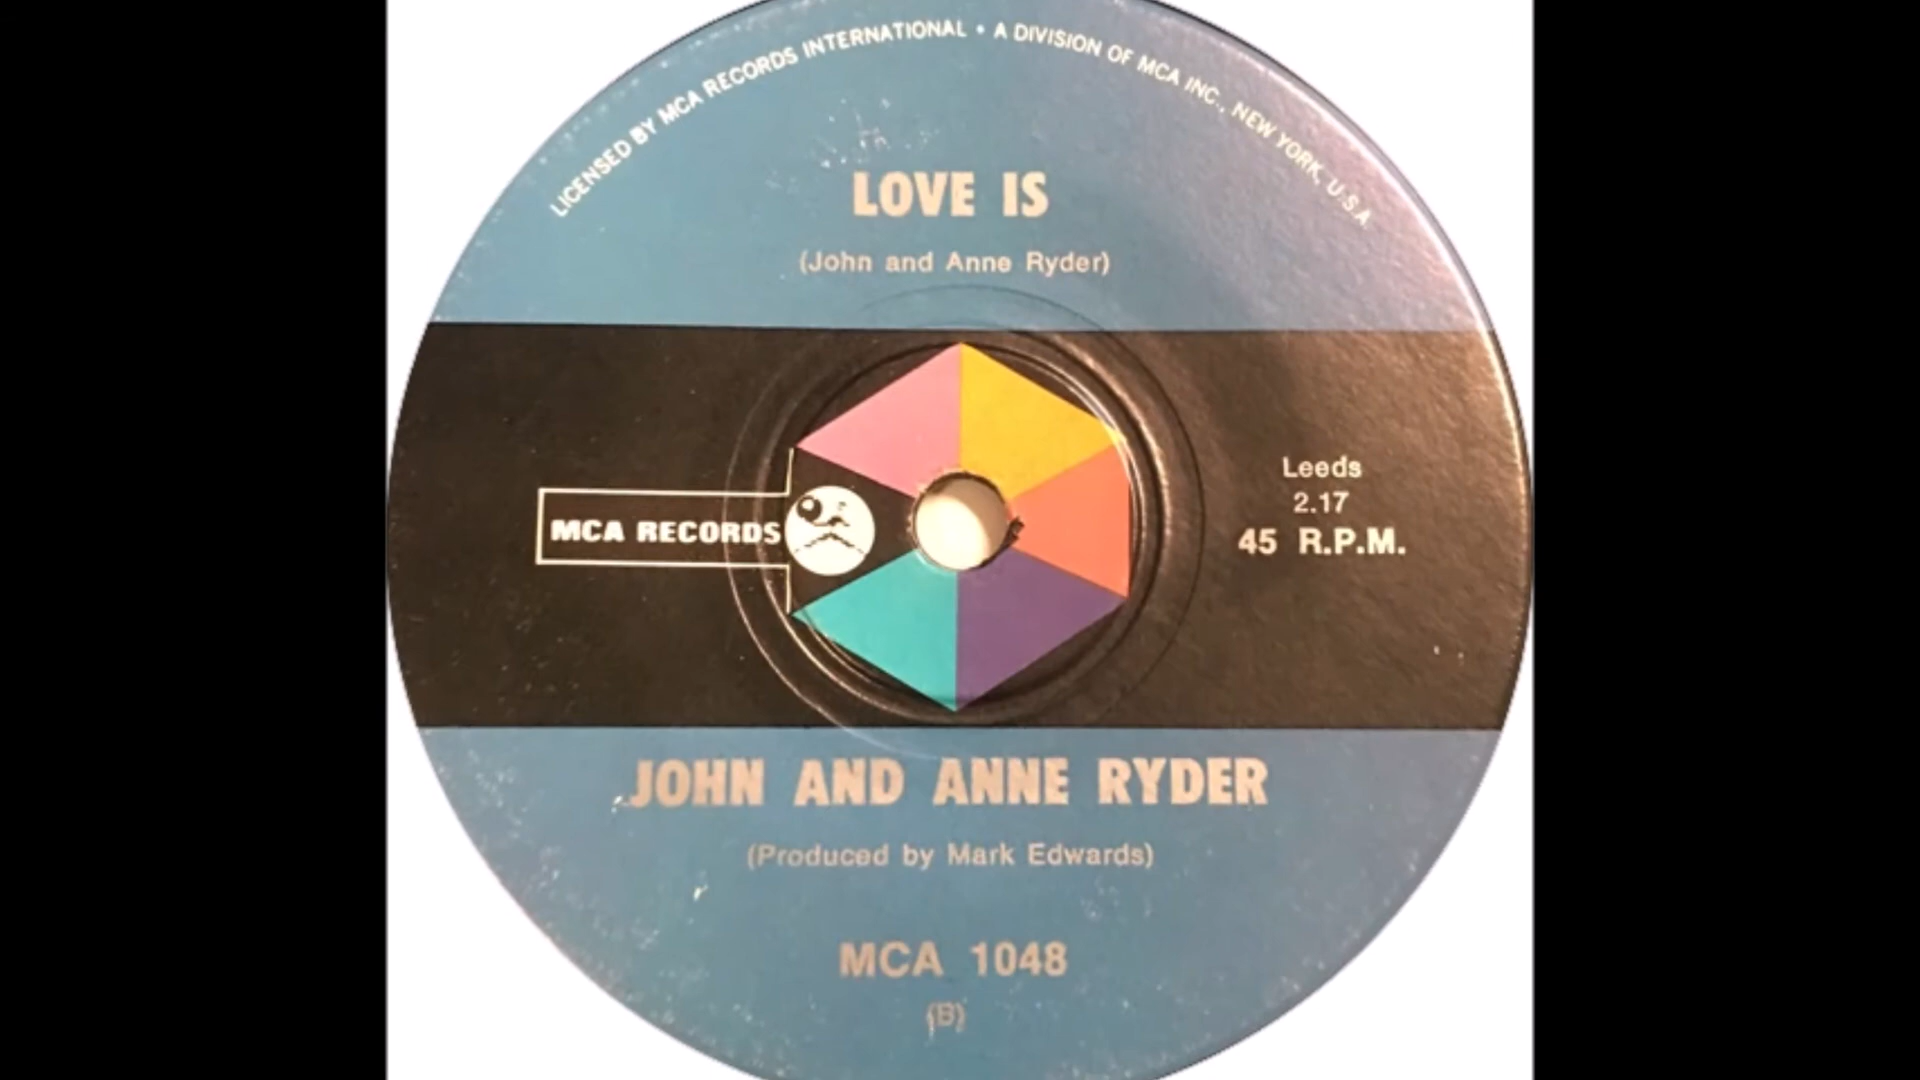 LICENSED BY MCA RECORDS INTERNATIONAL • A DIVISION OF MCA INC., NEW YORK, U.S.A.
LOVE IS
(John and Anne Ryder)
MCA RECORDS
Leeds
2.17
45 R.P.M.
JOHN AND ANNE RYDER
(Produced by Mark Edwards)
MCA 1048
(B)